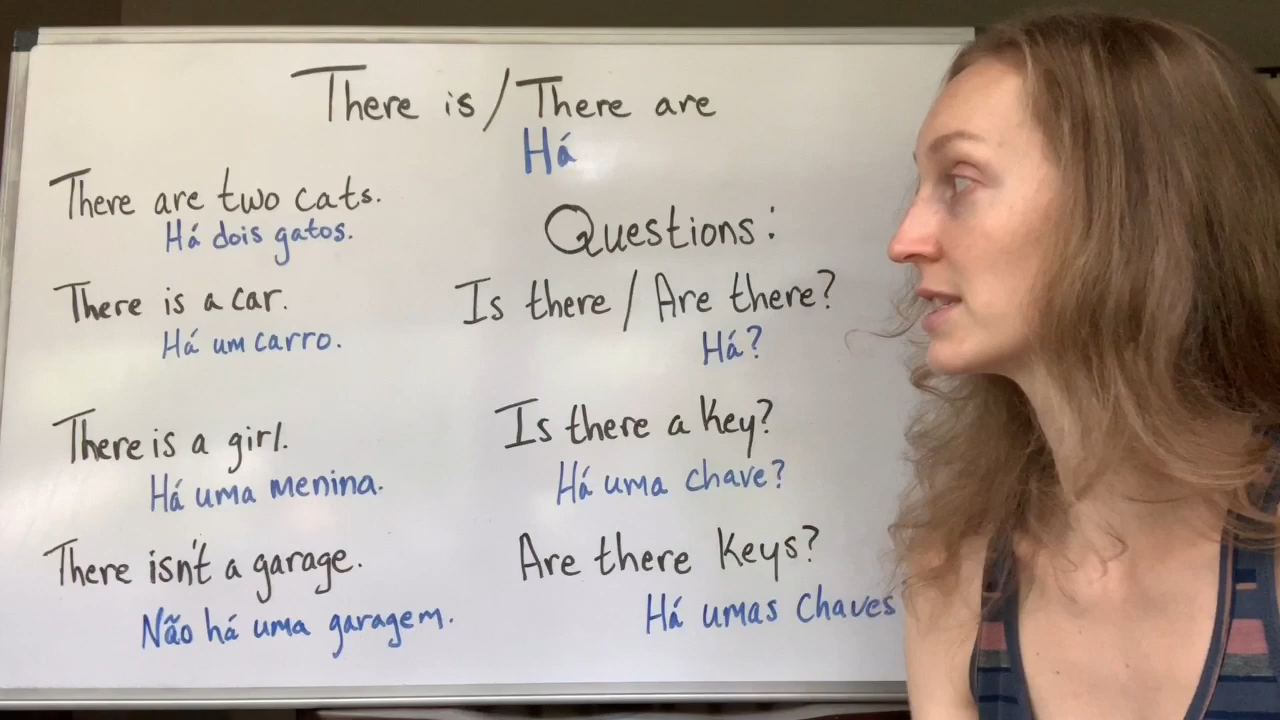 There is / There are
Há
There are two cats.
Há dois gatos.
There is a car.
Há um carro.
There is a girl.
Há uma menina.
There isn't a garage.
Não há uma garagem.
Questions:
Is there / Are there?
Há?
Is there a key?
Há uma chave?
Are there keys?
Há umas chaves